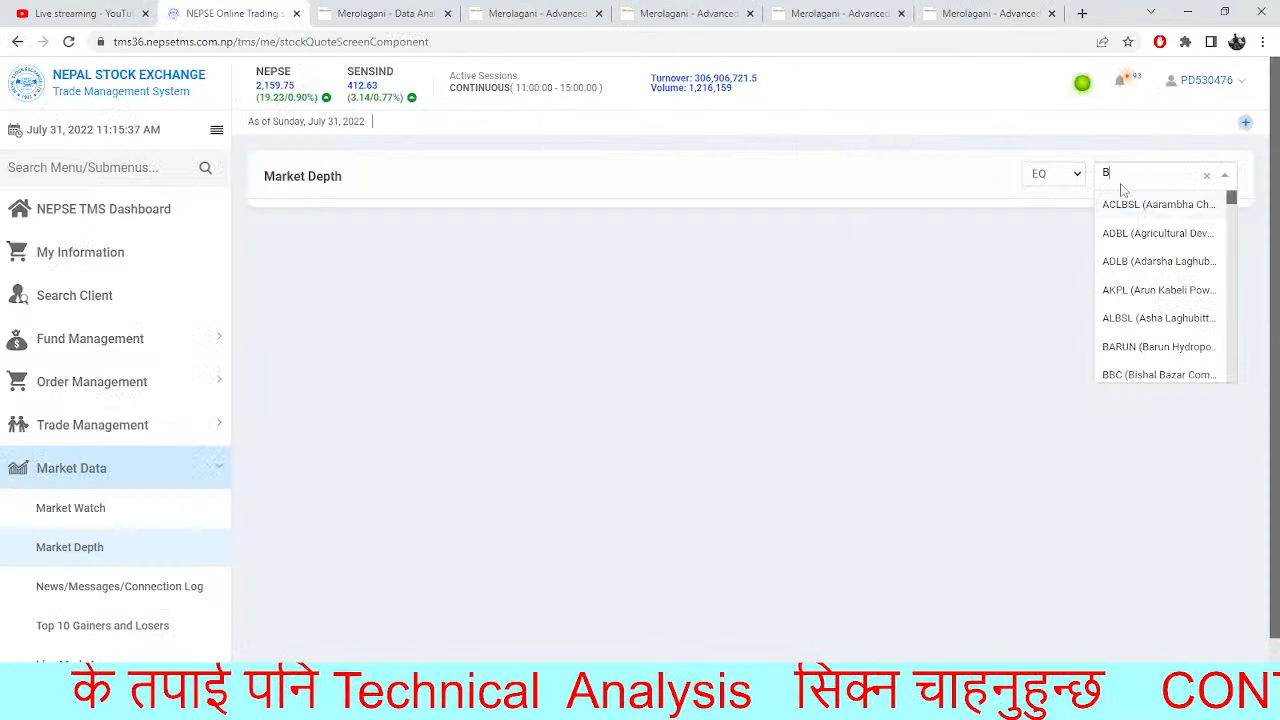 Live streaming - YouTu
NEPSE Online Trading s
Merolagani - Data Anal
Merolagani - Advanced
Merolagani - Advanced
Merolagani - Advanced
Merolagani - Advanced
tms36.nepsetms.com.np/tms/me/stockQuoteScreenComponent
NEPAL STOCK EXCHANGE
Trade Management System
NEPSE
2,159.75
(19.23/0.90%)
SENSIND
412.63
(3.14/0.77%)
Active Sessions
CONTINUOUS( 11:00:00 - 15:00:00 )
Turnover: 306,906,721.5
Volume: 1,216,159
93
PD530476
July 31, 2022 11:15:37 AM
As of Sunday, July 31, 2022
Search Menu/Submenus...
Market Depth
EQ
B
ACLBSL (Aarambha Ch...
ADBL (Agricultural Dev...
ADLB (Adarsha Laghub...
AKPL (Arun Kabeli Pow...
ALBSL (Asha Laghubitt...
BARUN (Barun Hydropo...
BBC (Bishal Bazar Com...
NEPSE TMS Dashboard
My Information
Search Client
Fund Management
Order Management
Trade Management
Market Data
Market Watch
Market Depth
News/Messages/Connection Log
Top 10 Gainers and Losers
के तपाई पनि Technical Analysis सिक्न चाहनुहुन्छ CONT